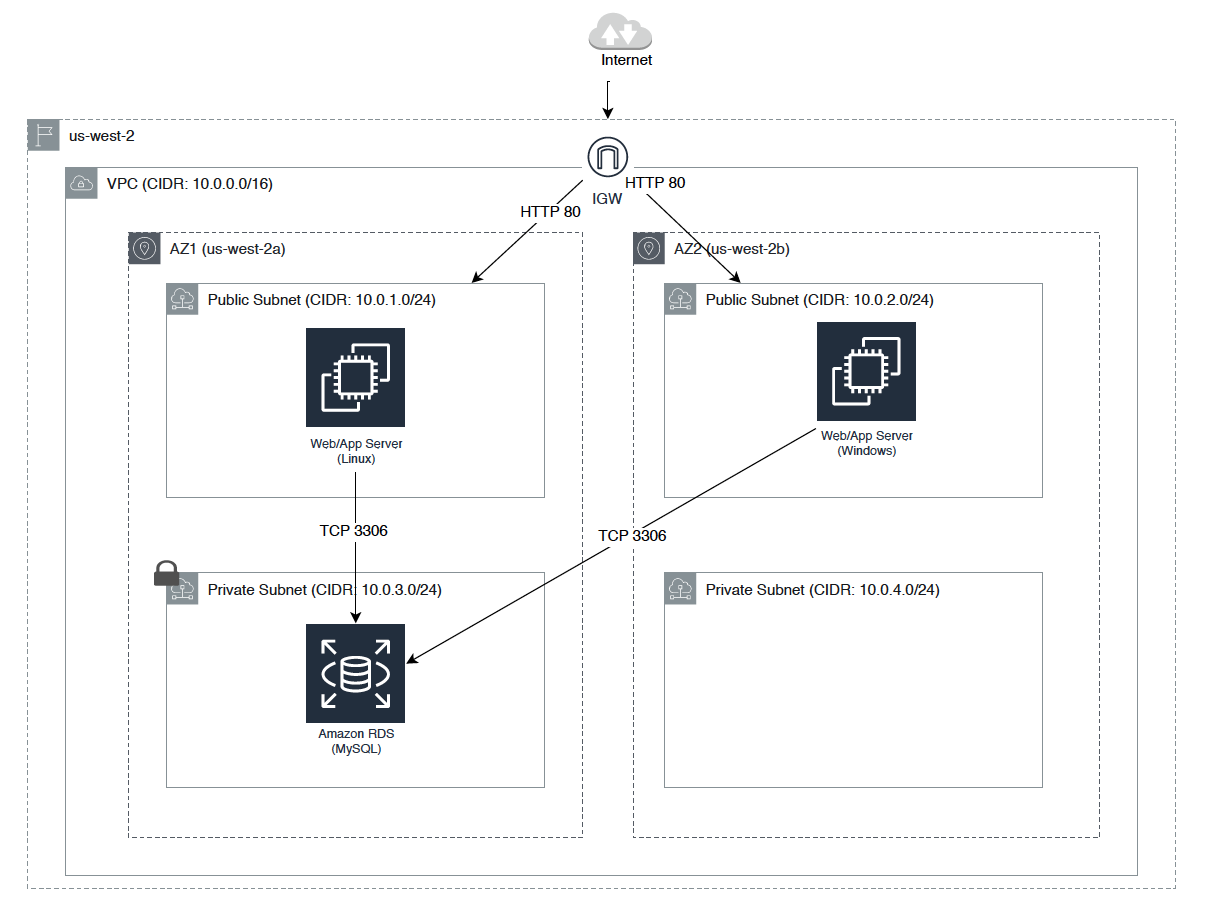 Internet
us-west-2
VPC (CIDR: 10.0.0.0/16)
IGW
HTTP 80
HTTP 80
AZ1 (us-west-2a)
AZ2 (us-west-2b)
Public Subnet (CIDR: 10.0.1.0/24)
Public Subnet (CIDR: 10.0.2.0/24)
Web/App Server
(Linux)
Web/App Server
(Windows)
TCP 3306
TCP 3306
Private Subnet (CIDR: 10.0.3.0/24)
Private Subnet (CIDR: 10.0.4.0/24)
Amazon RDS
(MySQL)